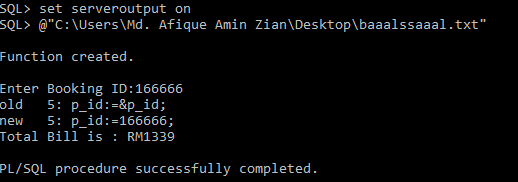 SQL> set serveroutput on
SQL> @"C:\Users\Md. Afique Amin Zian\Desktop\baaalssaaal.txt"
Function created.
Enter Booking ID:166666
old   5: p_id:=&p_id;
new   5: p_id:=166666;
Total Bill is : RM1339
PL/SQL procedure successfully completed.